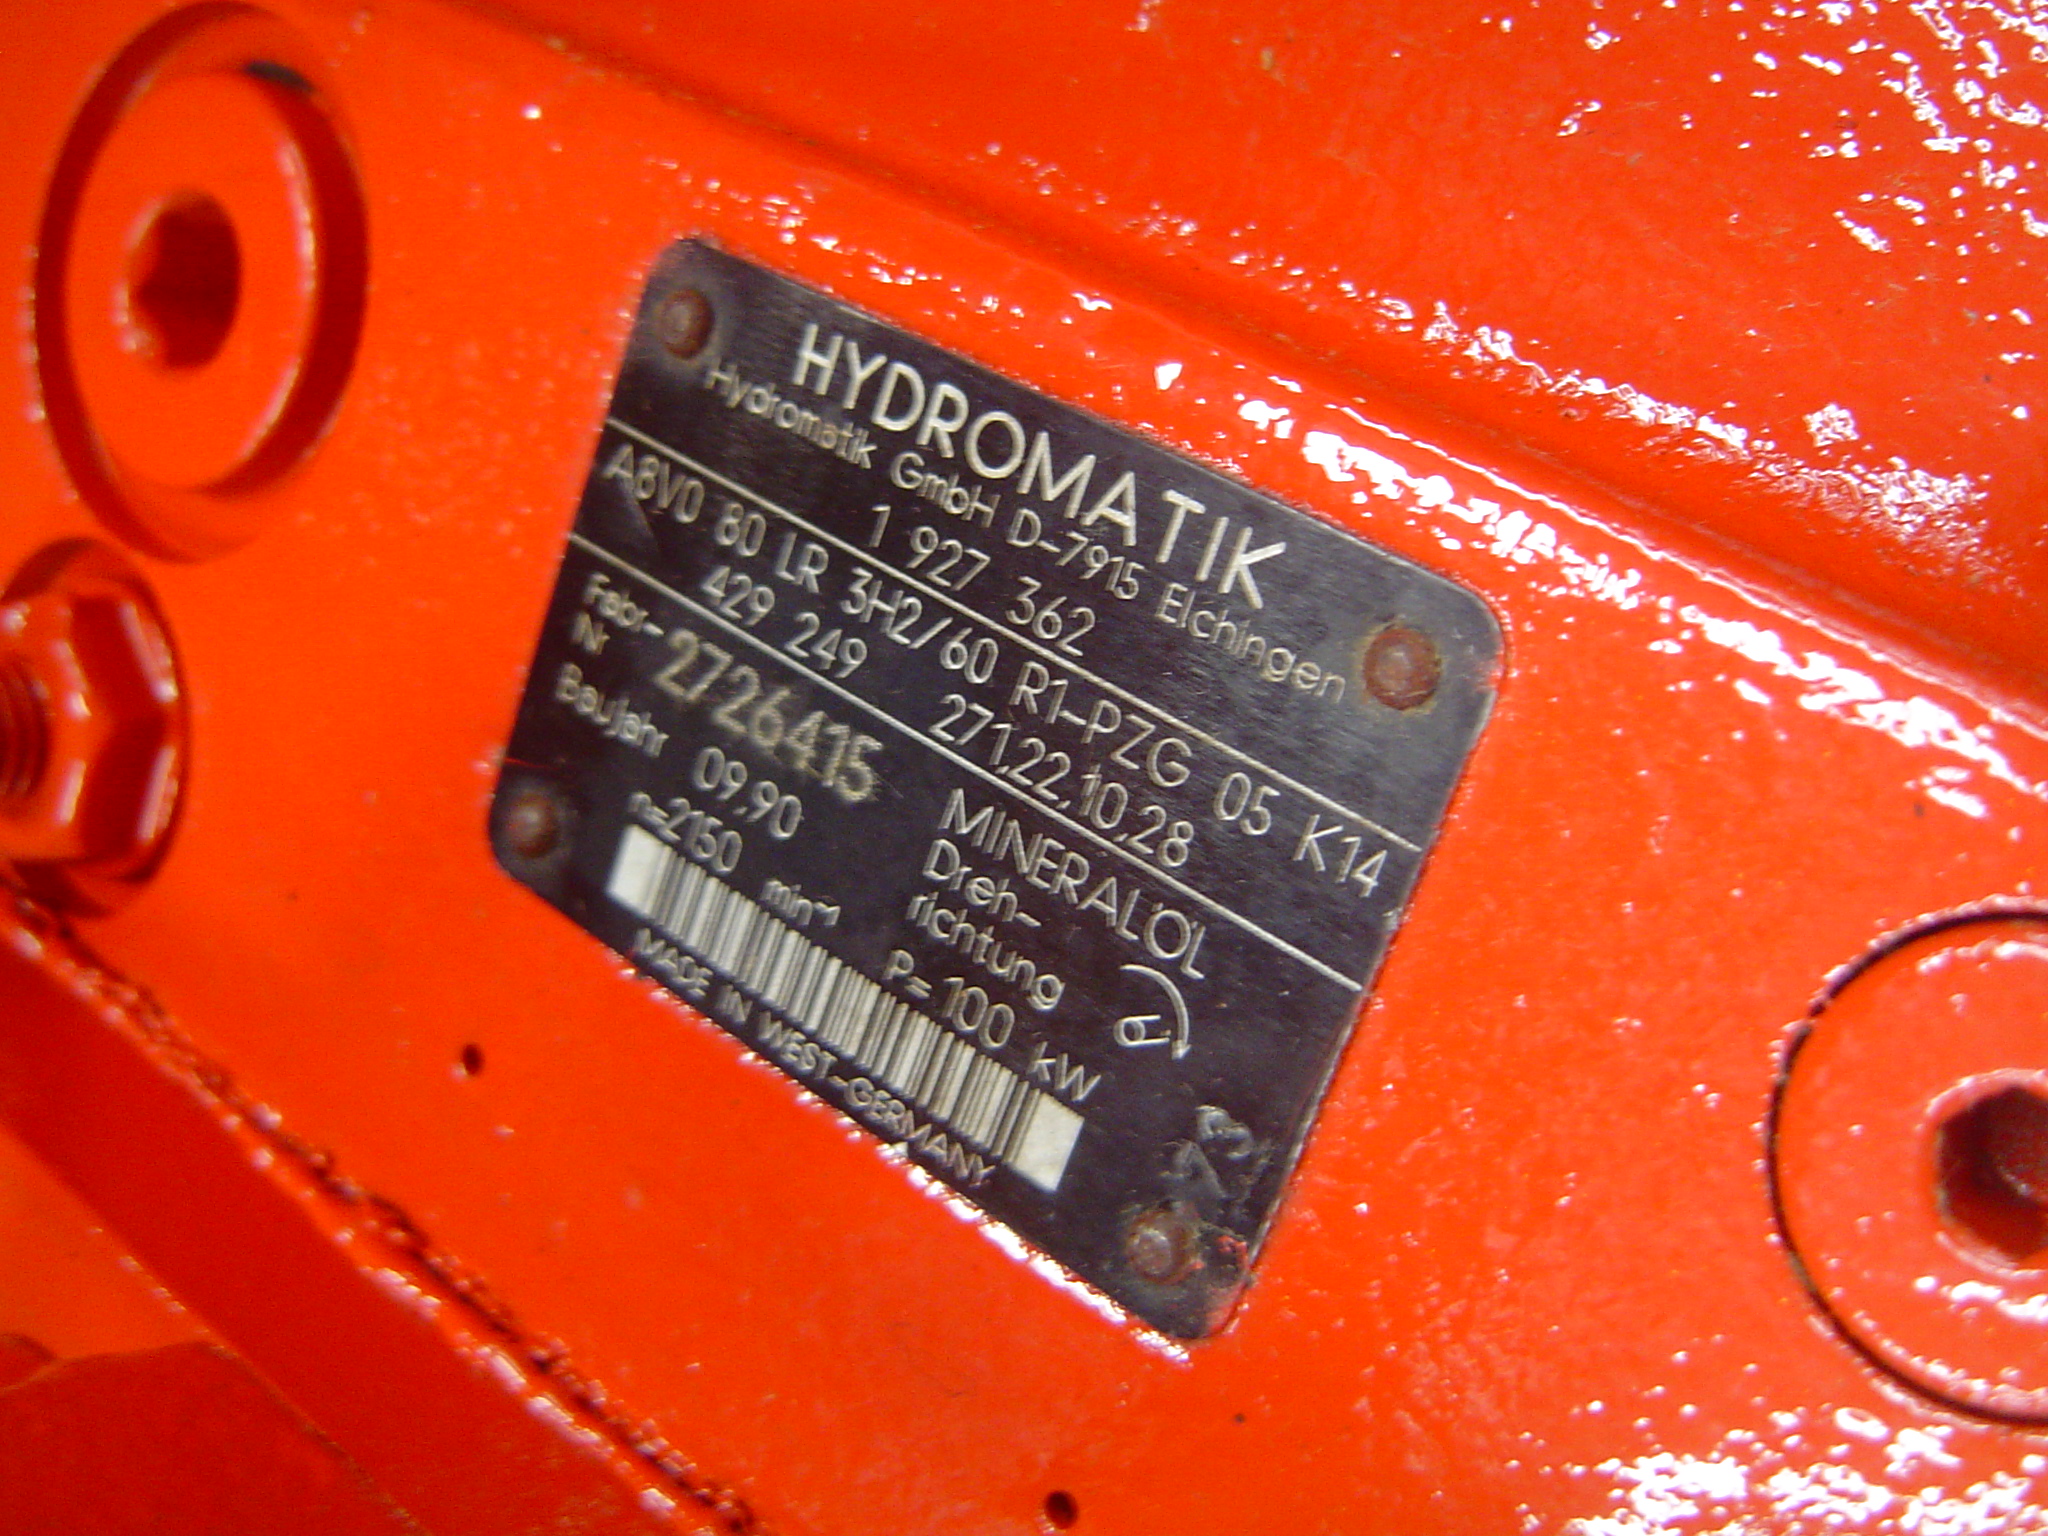 HYDROMATIK
Hydromatik GmbH D-7915 Elchingen
1 927 362
A8V0 80 LR 3H2/60 R1-PZG 05 K14
429 249 271.22.10.28
Fabr.-
Nr 2726415
MINERALÖL
Baujahr 09.90
Dreh-
richtung
n=2150 min⁻¹ P= 100 kW
MADE IN WEST-GERMANY